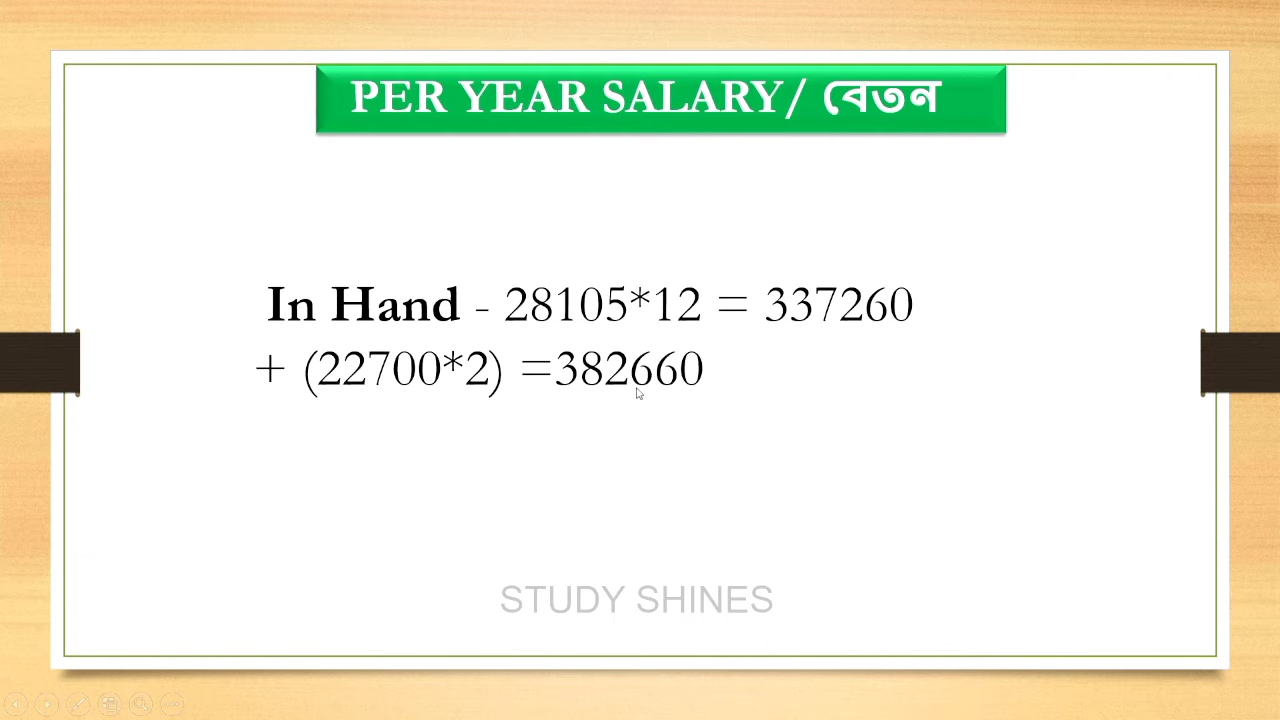 PER YEAR SALARY/ বেতন
In Hand - 28105*12 = 337260
+ (22700*2) =382660
STUDY SHINES